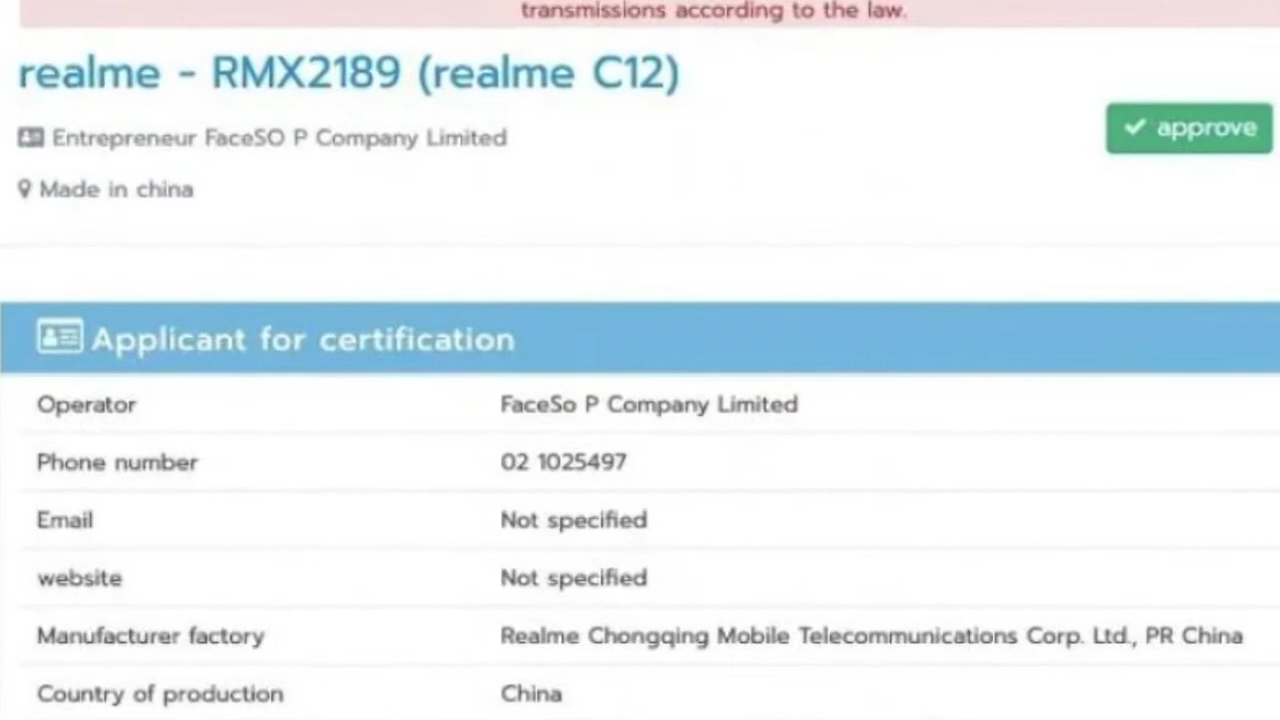 transmissions according to the law.
realme - RMX2189 (realme C12)
Entrepreneur FaceSO P Company Limited
approve
Made in china
Applicant for certification
Operator FaceSo P Company Limited
Phone number 02 1025497
Email Not specified
website Not specified
Manufacturer factory Realme Chongqing Mobile Telecommunications Corp. Ltd., PR China
Country of production China